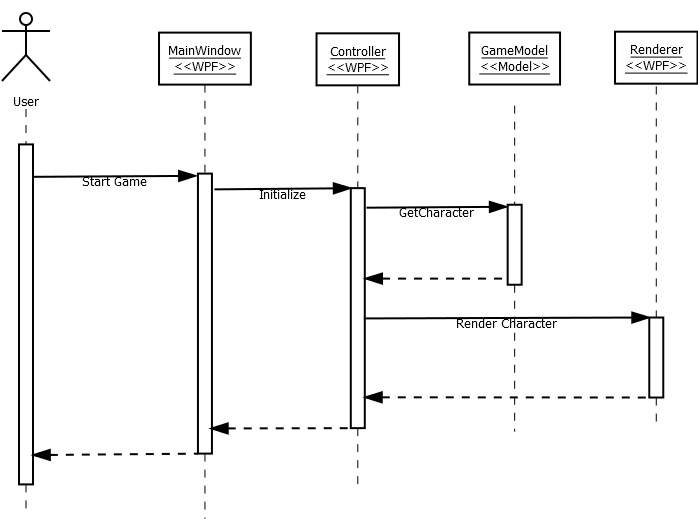 MainWindow
<<WPF>>
Controller
<<WPF>>
GameModel
<<Model>>
Renderer
<<WPF>>
User
Start Game
Initialize
GetCharacter
Render Character